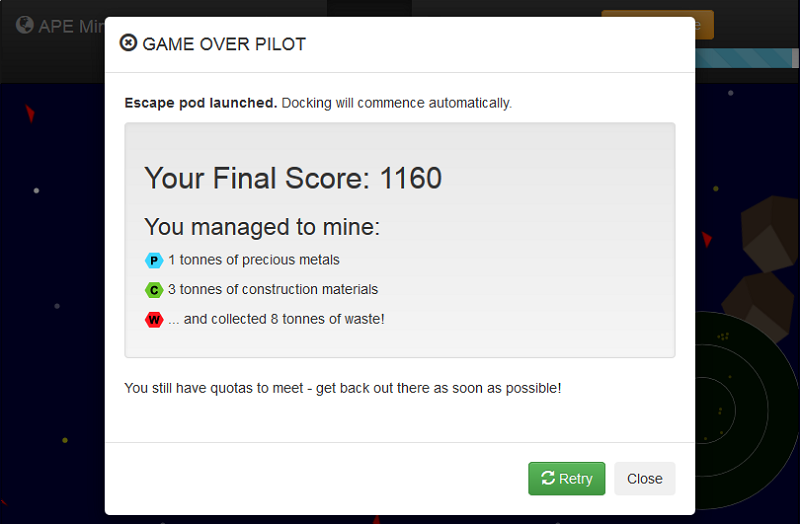 APE Min
GAME OVER PILOT
Escape pod launched. Docking will commence automatically.
Your Final Score: 1160
You managed to mine:
P 1 tonnes of precious metals
C 3 tonnes of construction materials
W ... and collected 8 tonnes of waste!
You still have quotas to meet - get back out there as soon as possible!
Retry Close